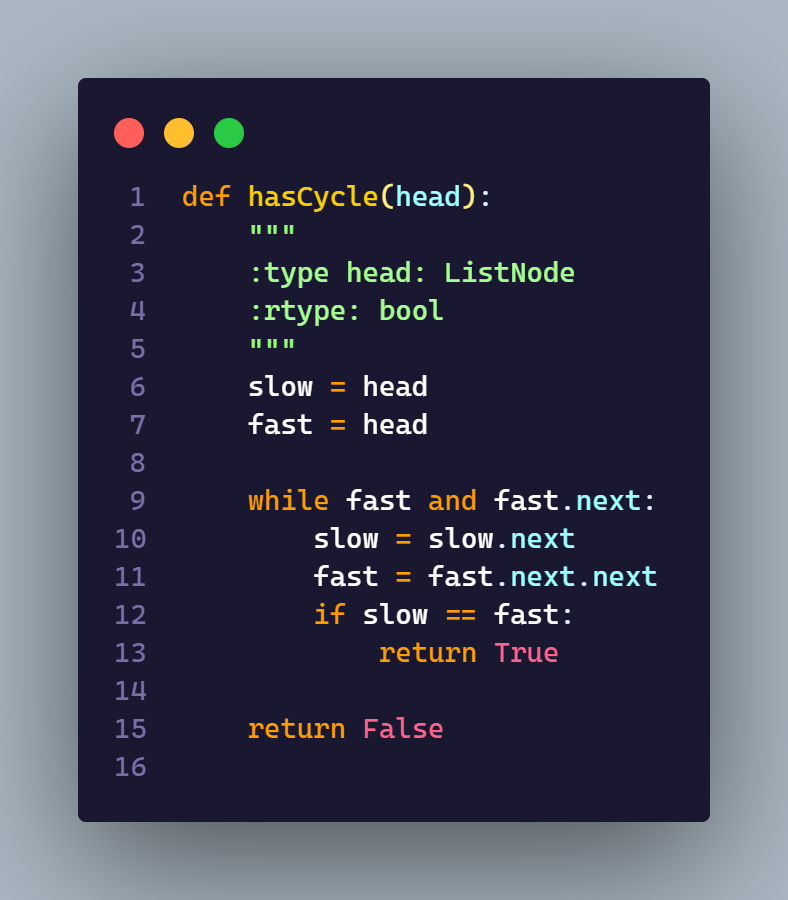 1 def hasCycle(head):
2     """
3     :type head: ListNode
4     :rtype: bool
5     """
6     slow = head
7     fast = head
8
9     while fast and fast.next:
10         slow = slow.next
11         fast = fast.next.next
12         if slow == fast:
13             return True
14
15     return False
16